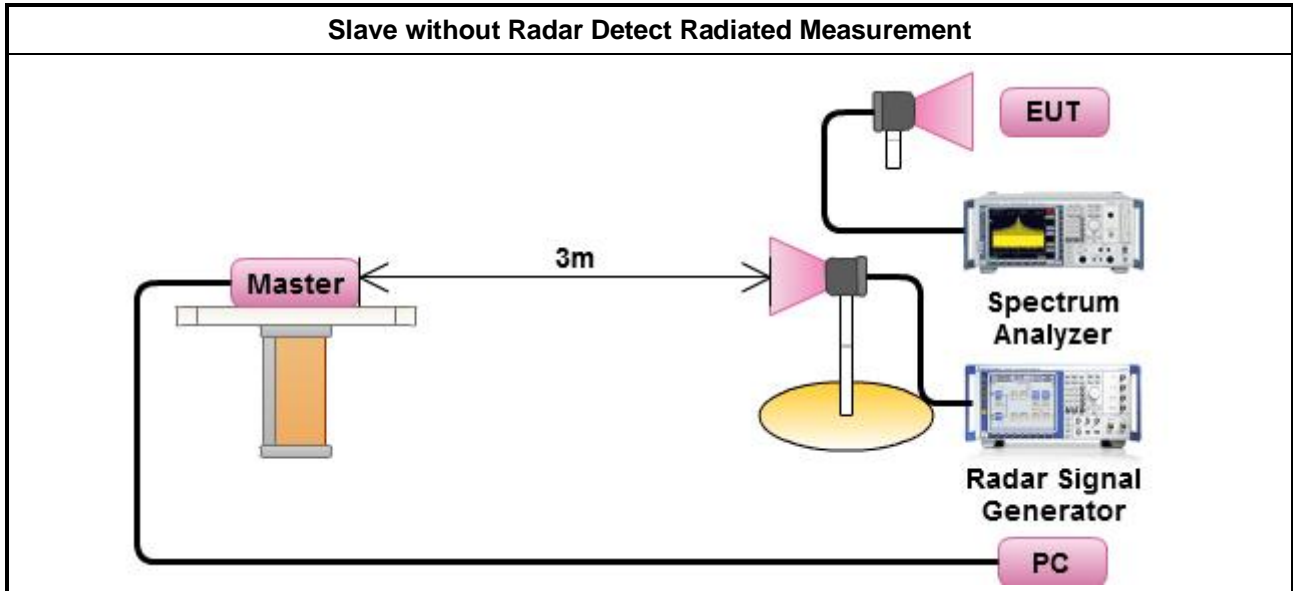 Slave without Radar Detect Radiated Measurement
EUT
3m
Master
Spectrum
Analyzer
Radar Signal
Generator
PC